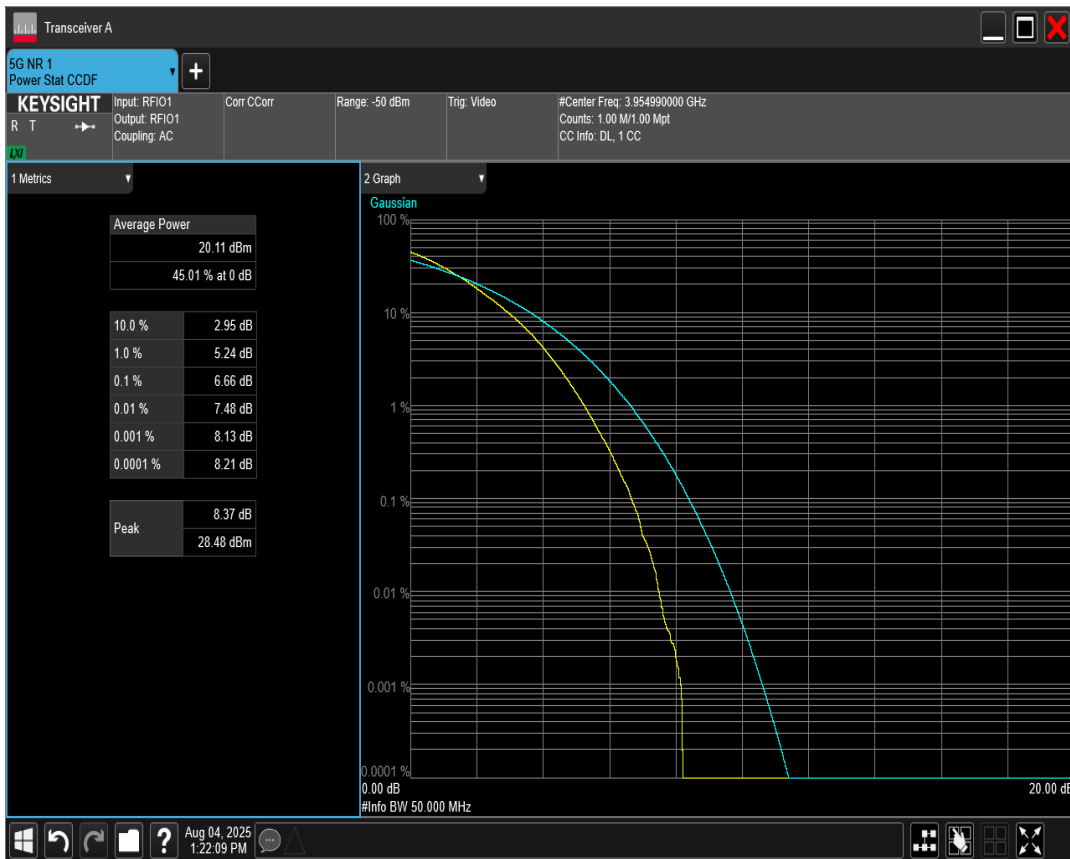 Transceiver A
5G NR 1
Power Stat CCDF
KEYSIGHT
R T
LXI
Input: RFIO1
Output: RFIO1
Coupling: AC
Corr CCorr
Range: -50 dBm
Trig: Video
#Center Freq: 3.954990000 GHz
Counts: 1.00 M/1.00 Mpt
CC Info: DL, 1 CC
1 Metrics
Average Power
20.11 dBm
45.01 % at 0 dB
10.0 % 2.95 dB
1.0 % 5.24 dB
0.1 % 6.66 dB
0.01 % 7.48 dB
0.001 % 8.13 dB
0.0001 % 8.21 dB
Peak 8.37 dB
28.48 dBm
2 Graph
Gaussian
100 %
10 %
1 %
0.1 %
0.01 %
0.001 %
0.0001 %
0.00 dB 20.00 dB
#Info BW 50.000 MHz
?
Aug 04, 2025
1:22:09 PM